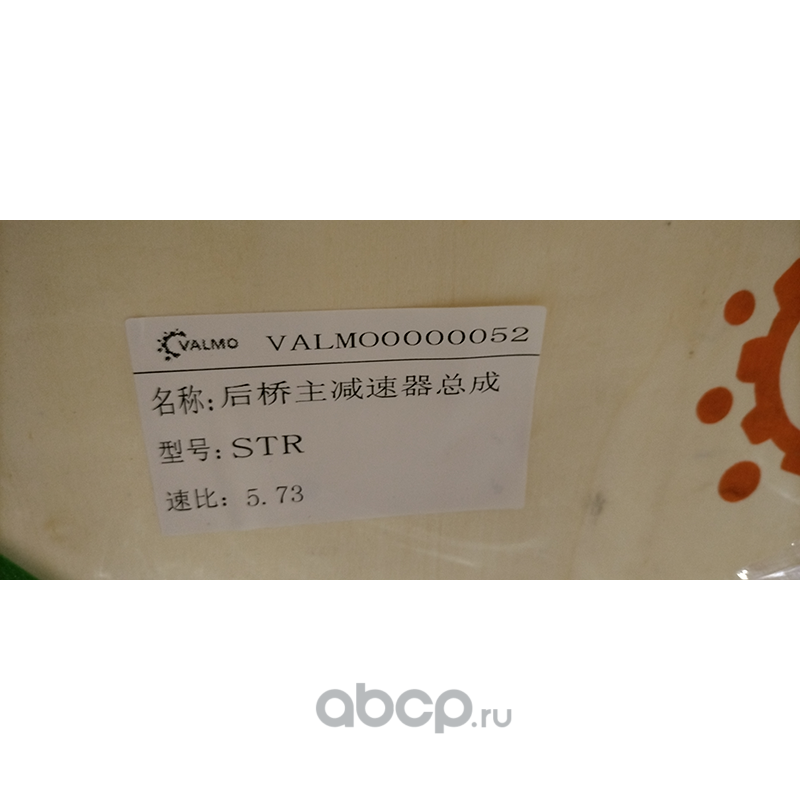 VALMO VALMO0000052
名称:后桥主减速器总成
型号:STR
速比:5.73
abcp.ru